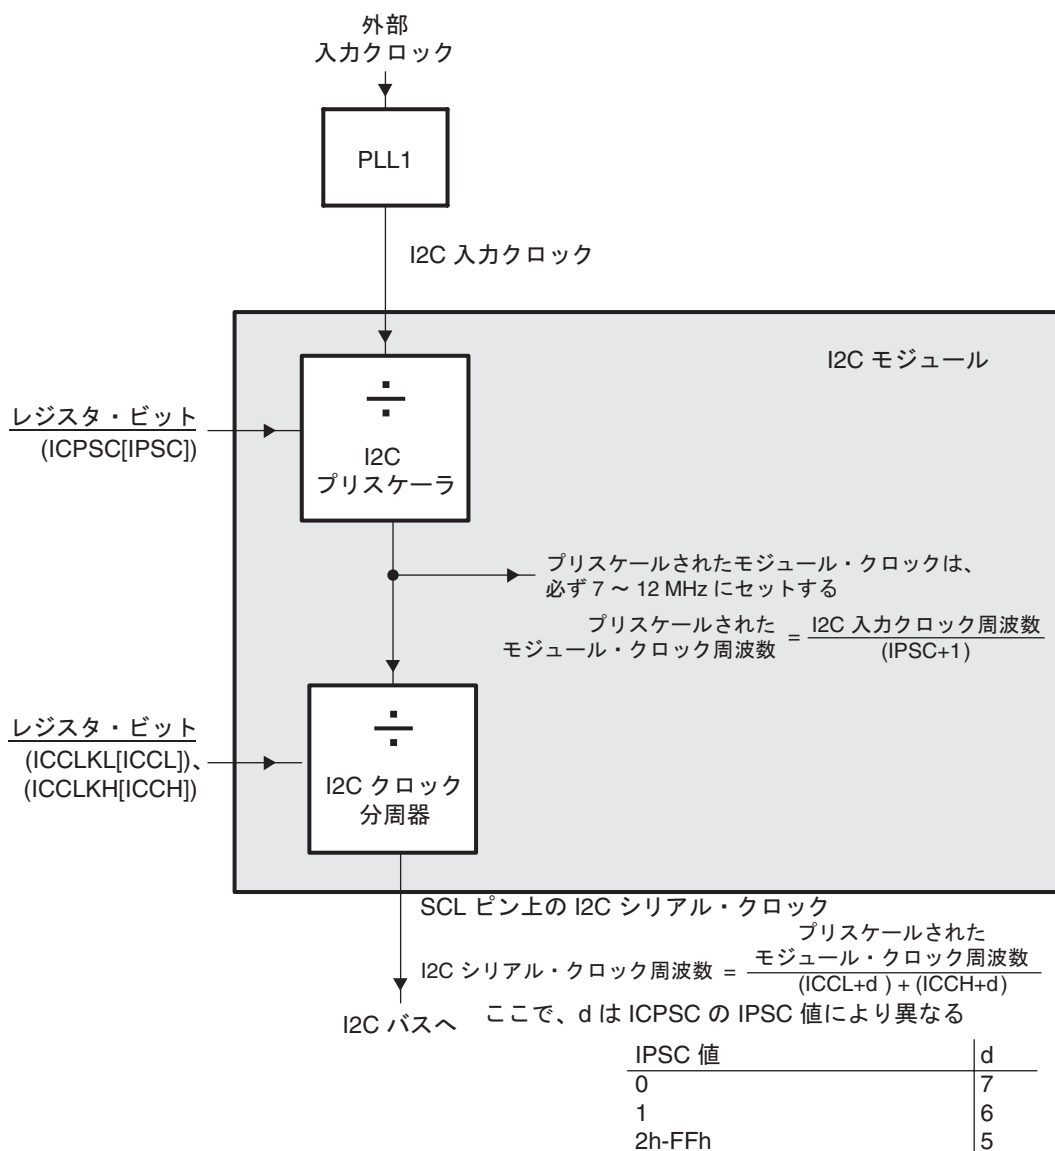 外部
入力クロック
PLL1
I2C 入力クロック
I2C モジュール
レジスタ・ビット
(ICPSC[IPSC])
÷
I2C
プリスケーラ
プリスケールされたモジュール・クロックは、
必ず 7 ～ 12 MHz にセットする
プリスケールされた
モジュール・クロック周波数
=
I2C 入力クロック周波数
(IPSC+1)
レジスタ・ビット
(ICCLKL[ICCL])、
(ICCLKH[ICCH])
÷
I2C クロック
分周器
SCL ピン上の I2C シリアル・クロック
I2C シリアル・クロック周波数 =
プリスケールされた
モジュール・クロック周波数
(ICCL+d ) + (ICCH+d)
I2C バスへ
ここで、d は ICPSC の IPSC 値により異なる
IPSC 値 d
0 7
1 6
2h-FFh 5